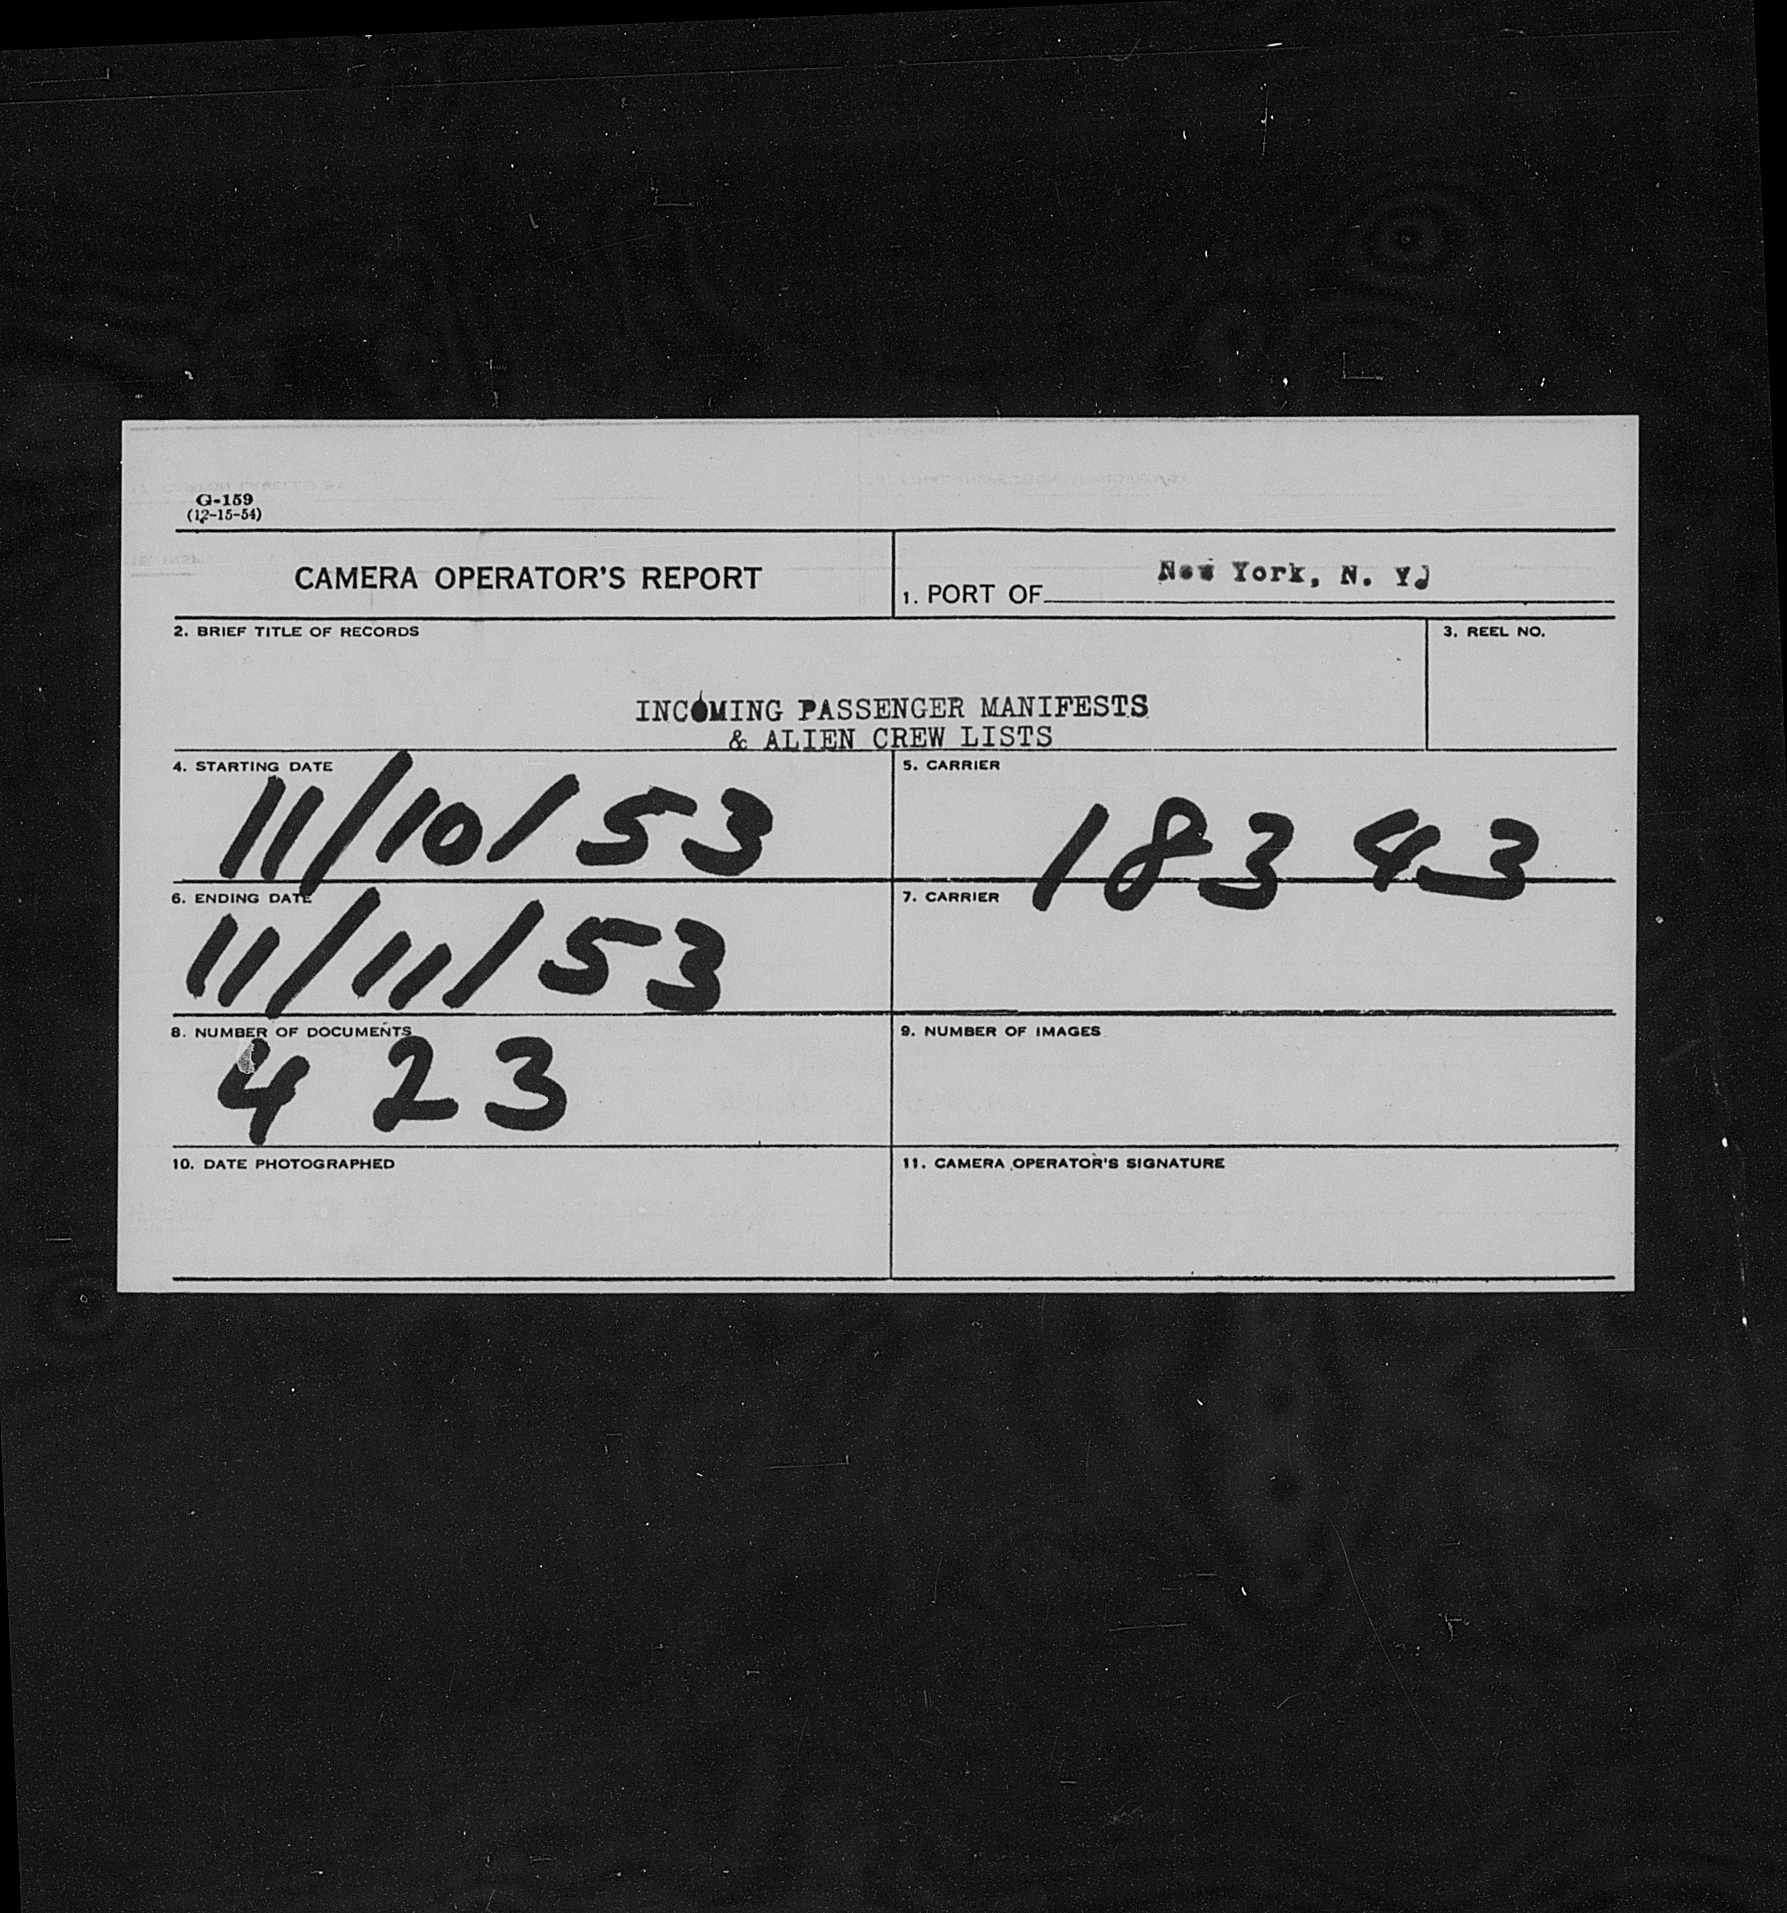 G-159
(12-15-54)
CAMERA OPERATOR'S REPORT
1. PORT OF New York, N. Y.
2. BRIEF TITLE OF RECORDS
3. REEL NO.
INCOMING PASSENGER MANIFESTS
& ALIEN CREW LISTS
4. STARTING DATE
11/10/53
5. CARRIER
18343
6. ENDING DATE
11/11/53
7. CARRIER
8. NUMBER OF DOCUMENTS
423
9. NUMBER OF IMAGES
10. DATE PHOTOGRAPHED
11. CAMERA OPERATOR'S SIGNATURE